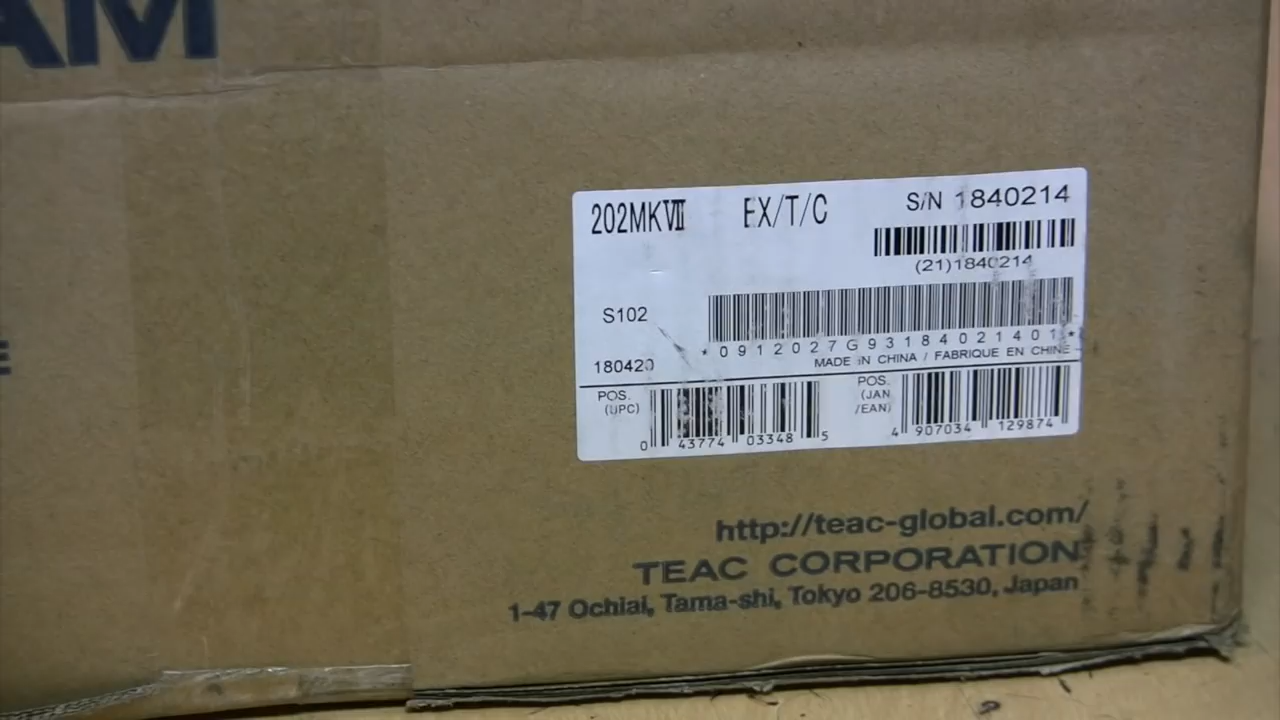 AM
E
202MKⅦ EX/T/C S/N 1840214
(21)1840214
S102
*0912027G9318402141401*
180420 MADE IN CHINA / FABRIQUE EN CHINE
POS. (UPC)
0 43774 03348 5
POS. (JAN /EAN)
4 907034 129874
http://teac-global.com/
TEAC CORPORATION
1-47 Ochiai, Tama-shi, Tokyo 206-8530, Japan